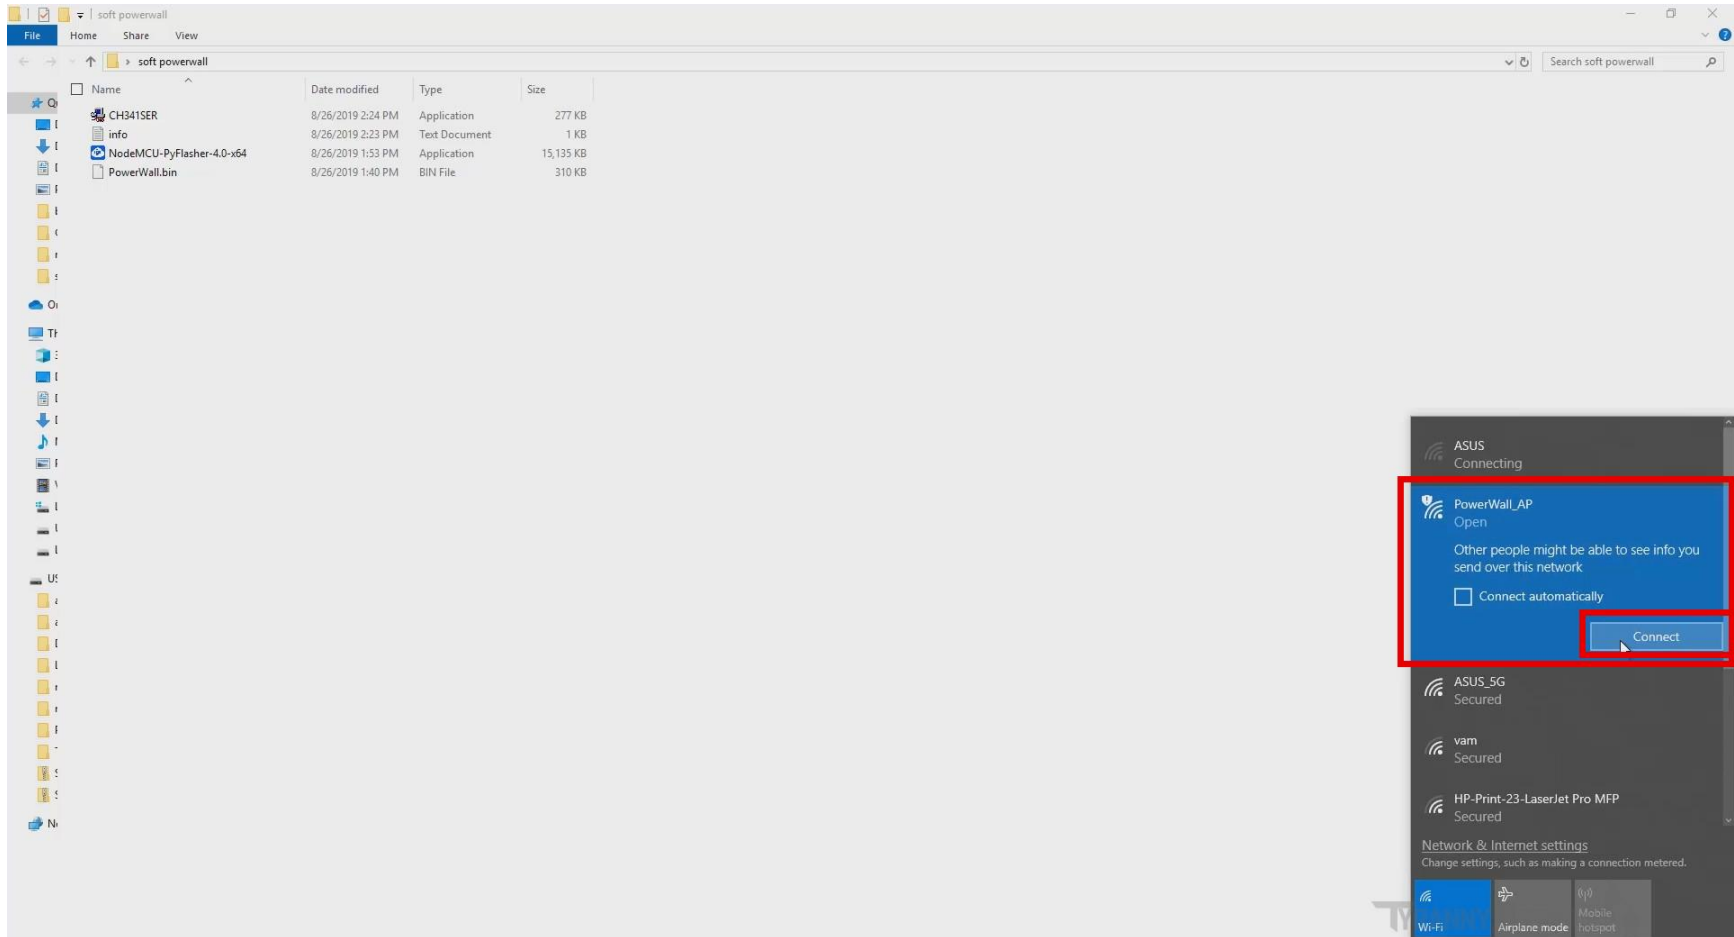 soft powerwall
File Home Share View
soft powerwall
Search soft powerwall
Name Date modified Type Size
CH341SER 8/26/2019 2:24 PM Application 277 KB
info 8/26/2019 2:23 PM Text Document 1 KB
NodeMCU-PyFlasher-4.0-x64 8/26/2019 1:53 PM Application 15,135 KB
PowerWall.bin 8/26/2019 1:40 PM BIN File 310 KB
ASUS
Connecting
PowerWall_AP
Open
Other people might be able to see info you
send over this network
Connect automatically
Connect
ASUS_5G
Secured
vam
Secured
HP-Print-23-LaserJet Pro MFP
Secured
Network & Internet settings
Change settings, such as making a connection metered.
Wi-Fi
Airplane mode
Mobile
hotspot